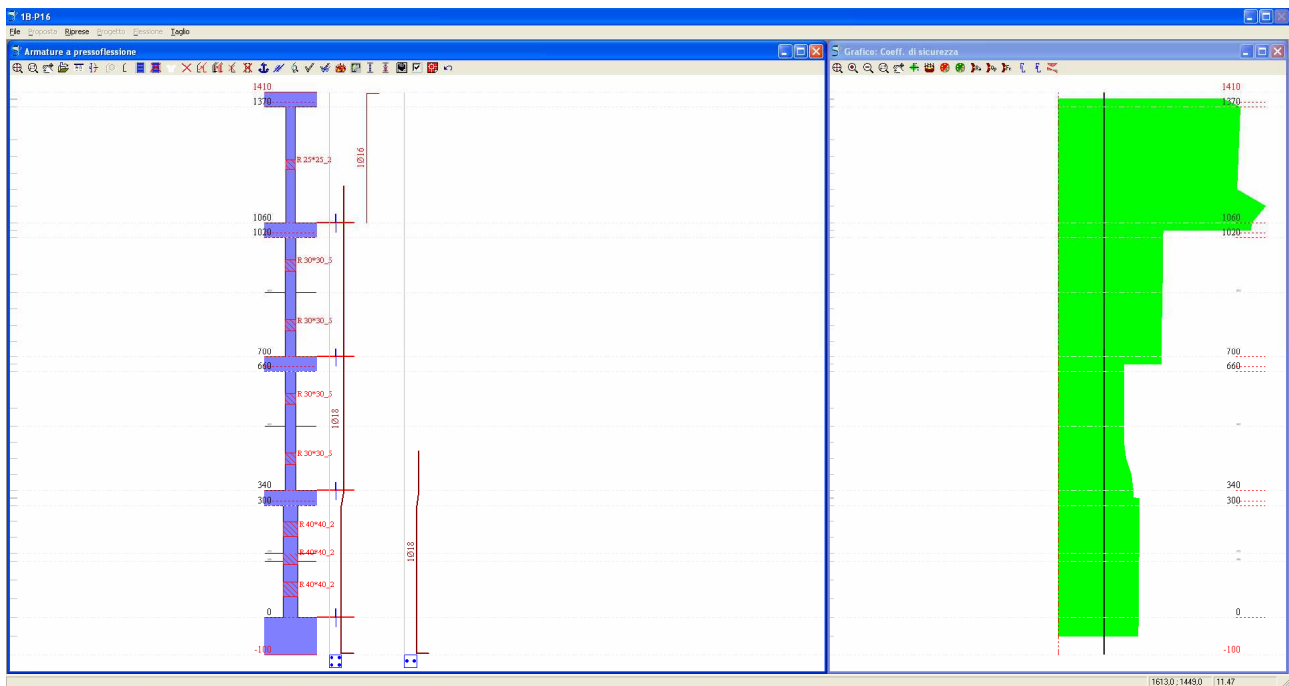 1B-P16
File Proposta Riprese Progetto Flessione Taglio
Armature a pressoflessione
Grafico: Coeff. di sicurezza
1410
1370
R 25*25_3
1Ø16
1060
1020
R 30*30_5
R 30*30_5
700
660
R 30*30_5
1Ø18
R 30*30_5
340
300
R 40*40_2
R 40*40_2
1Ø18
R 40*40_2
0
-100
1410
1370
1060
1020
700
660
340
300
0
-100
1613,0 ; 1449,0
11.47